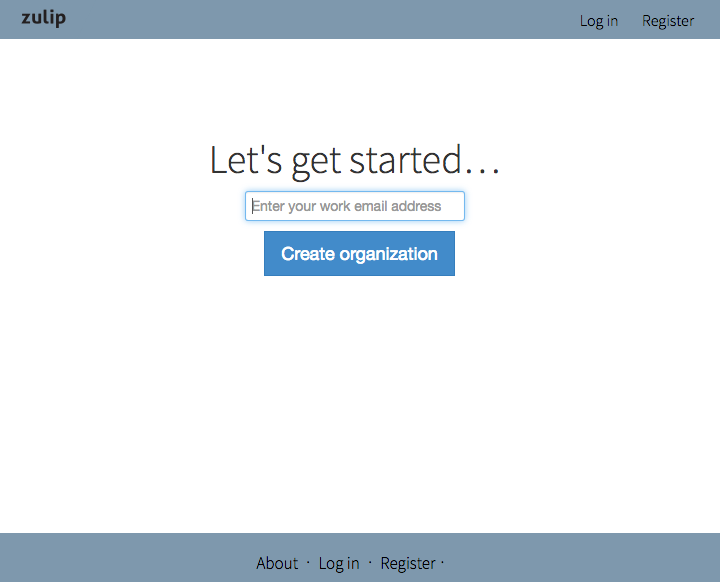 zulip Log in Register
Let's get started…
Enter your work email address
Create organization
About · Log in · Register ·